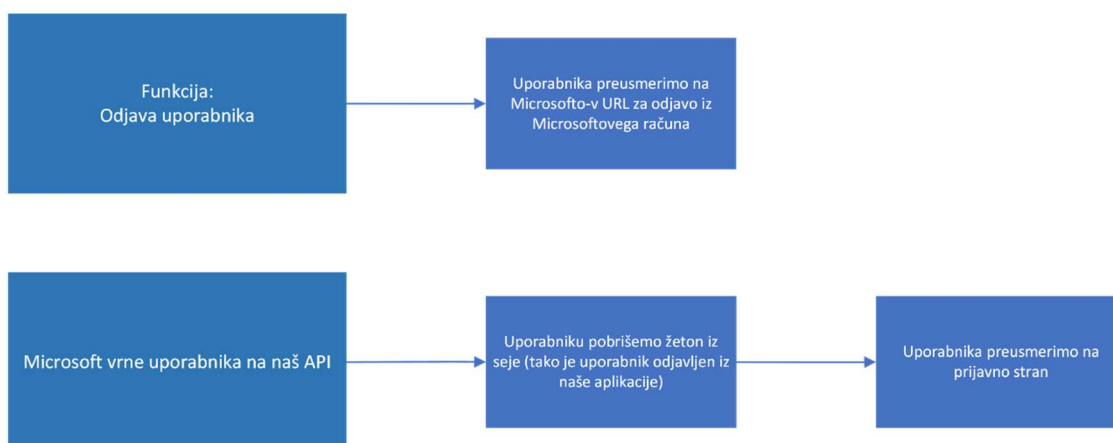 Funkcija:
Odjava uporabnika
Uporabnika preusmerimo na
Microsofto-v URL za odjavo iz
Microsoftovega računa
Microsoft vrne uporabnika na naš API
Uporabniku pobrišemo žeton iz
seje (tako je uporabnik odjavljen iz
naše aplikacije)
Uporabnika preusmerimo na
prijavno stran